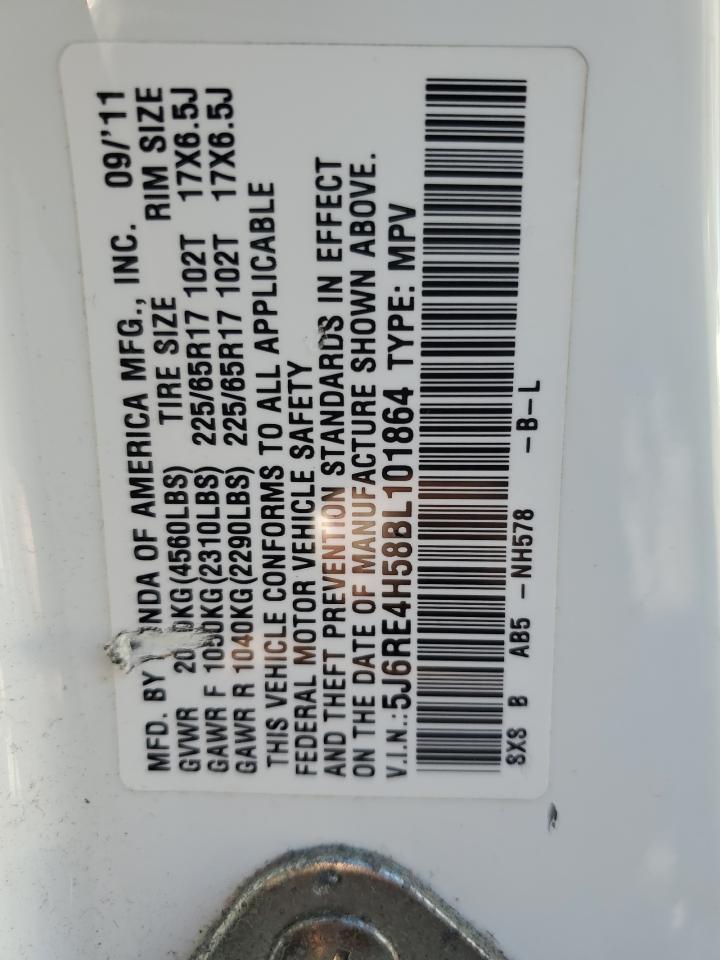 MFD. BY NDA OF AMERICA MFG., INC. 09/'11
GVWR KG(4560LBS) TIRE SIZE RIM SIZE
GAWR F 1050KG(2310LBS) 225/65R17 102T 17X6.5J
GAWR R 1040KG(2290LBS) 225/65R17 102T 17X6.5J
THIS VEHICLE CONFORMS TO ALL APPLICABLE
FEDERAL MOTOR VEHICLE SAFETY
AND THEFT PREVENTION STANDARDS IN EFFECT
ON THE DATE OF MANUFACTURE SHOWN ABOVE.
V.I.N.:5J6RE4H58BL101864 TYPE: MPV
SXS B AB5 -NH578 -B-L